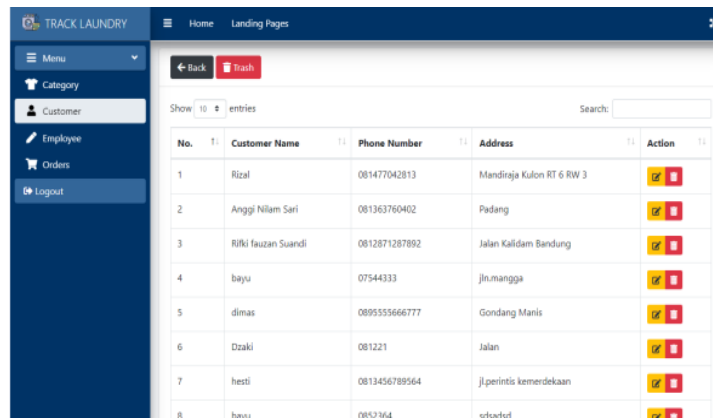 TRACK LAUNDRY
Home Landing Pages
Menu
Category
Customer
Employee
Orders
Logout
Back Trash
Show 10 entries Search:
No. Customer Name Phone Number Address Action
1 Rizal 081477042813 Mandiraja Kulon RT 6 RW 3
2 Anggi Nilam Sari 081363760402 Padang
3 Rifki fauzan Suandi 0812871287892 Jalan Kalidam Bandung
4 bayu 07544333 jln.mangga
5 dimas 0895555666777 Gondang Manis
6 Dzaki 081221 Jalan
7 hesti 0813456789564 jl.perintis kemerdekaan
8 bayu 0852364 sdsadsd